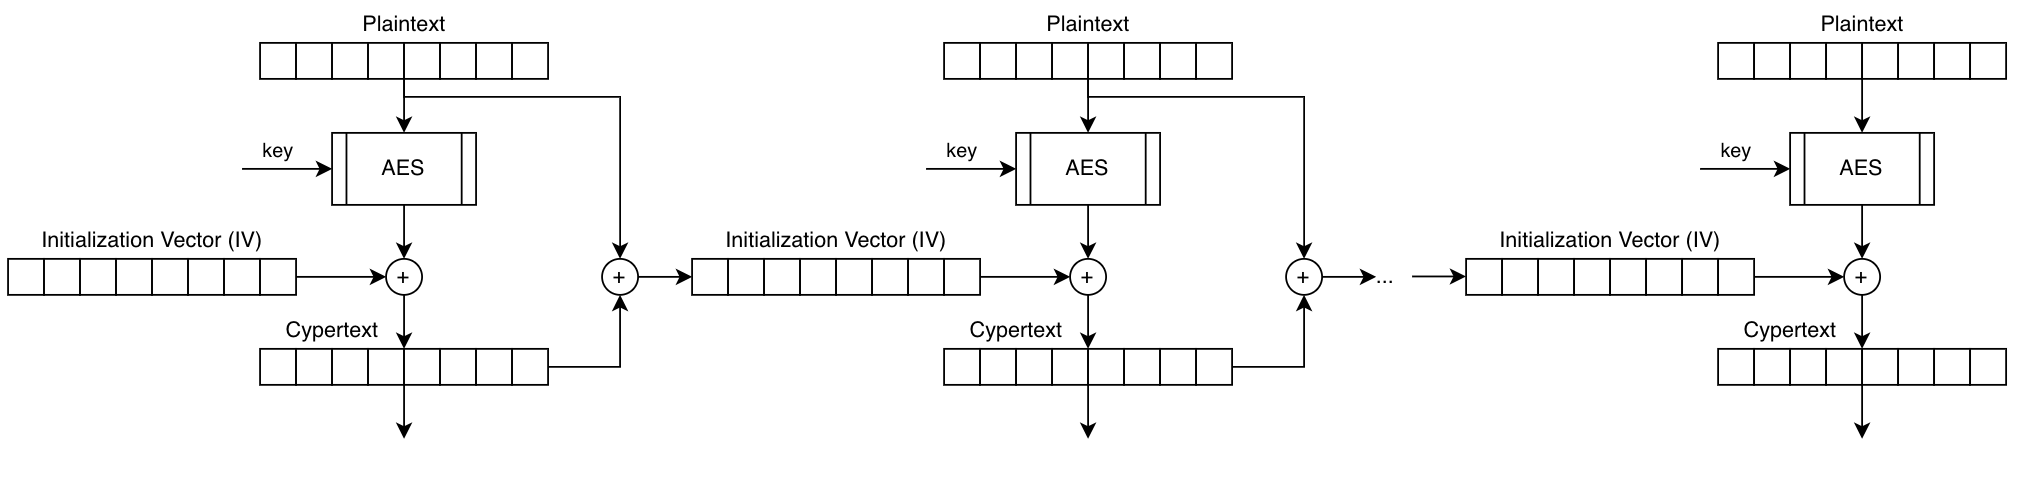 Plaintext
Plaintext
Plaintext
key
AES
key
AES
key
AES
Initialization Vector (IV)
+
+
Initialization Vector (IV)
+
+
...
Initialization Vector (IV)
+
Cypertext
Cypertext
Cypertext